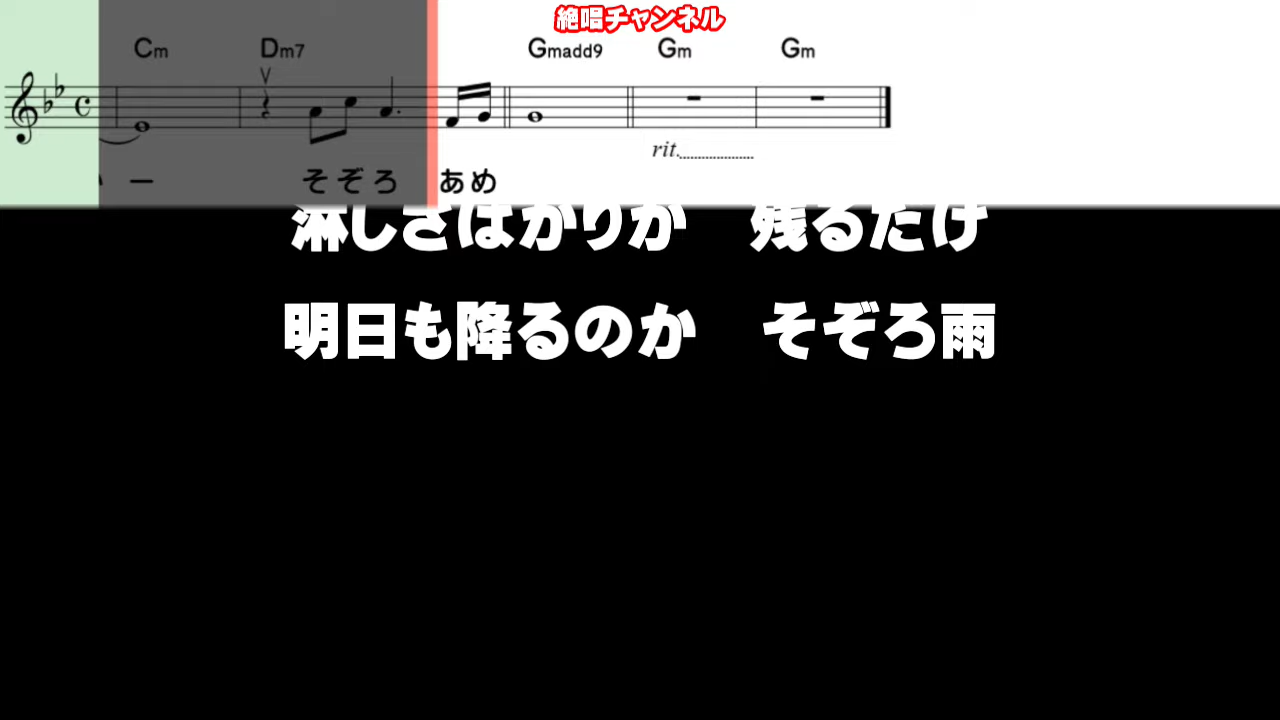 絶唱チャンネル
Cm Dm7 Gmadd9 Gm Gm
rit.
ー そぞろ あめ
淋しさばかりが 残るだけ
明日も降るのか そぞろ雨